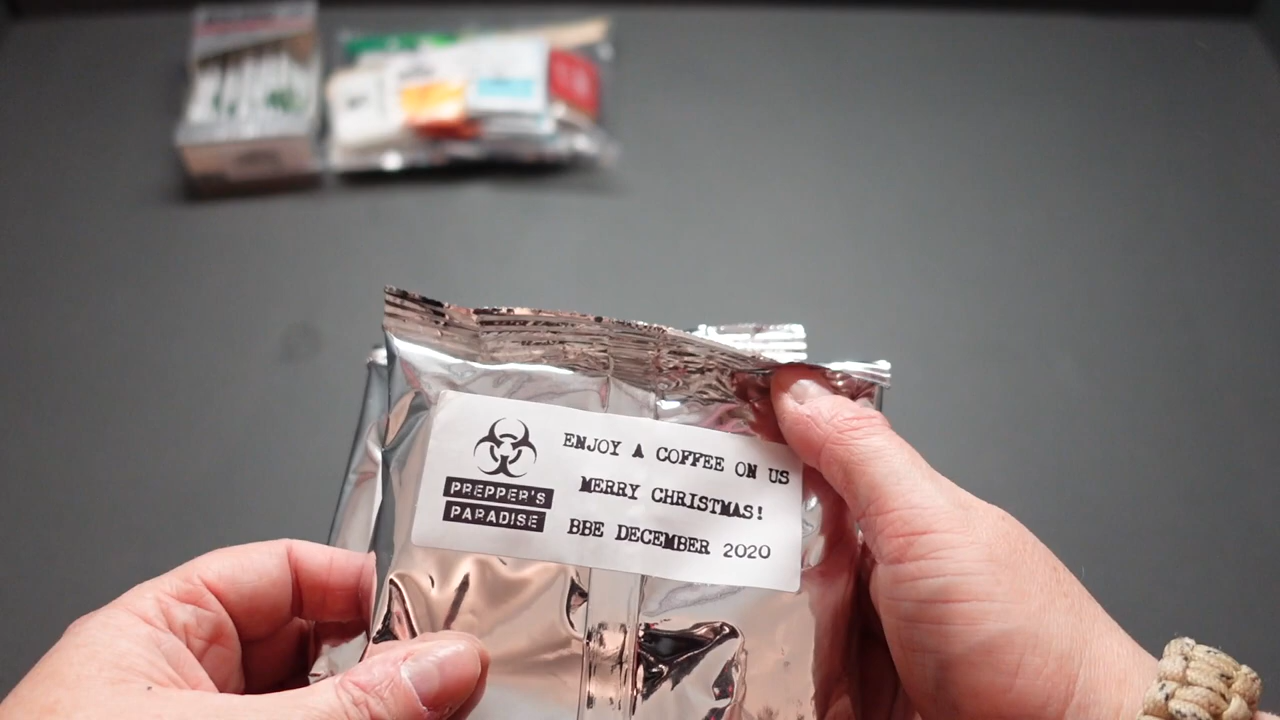 ENJOY A COFFEE ON US
MERRY CHRISTMAS!
BBE DECEMBER 2020
PREPPER'S
PARADISE